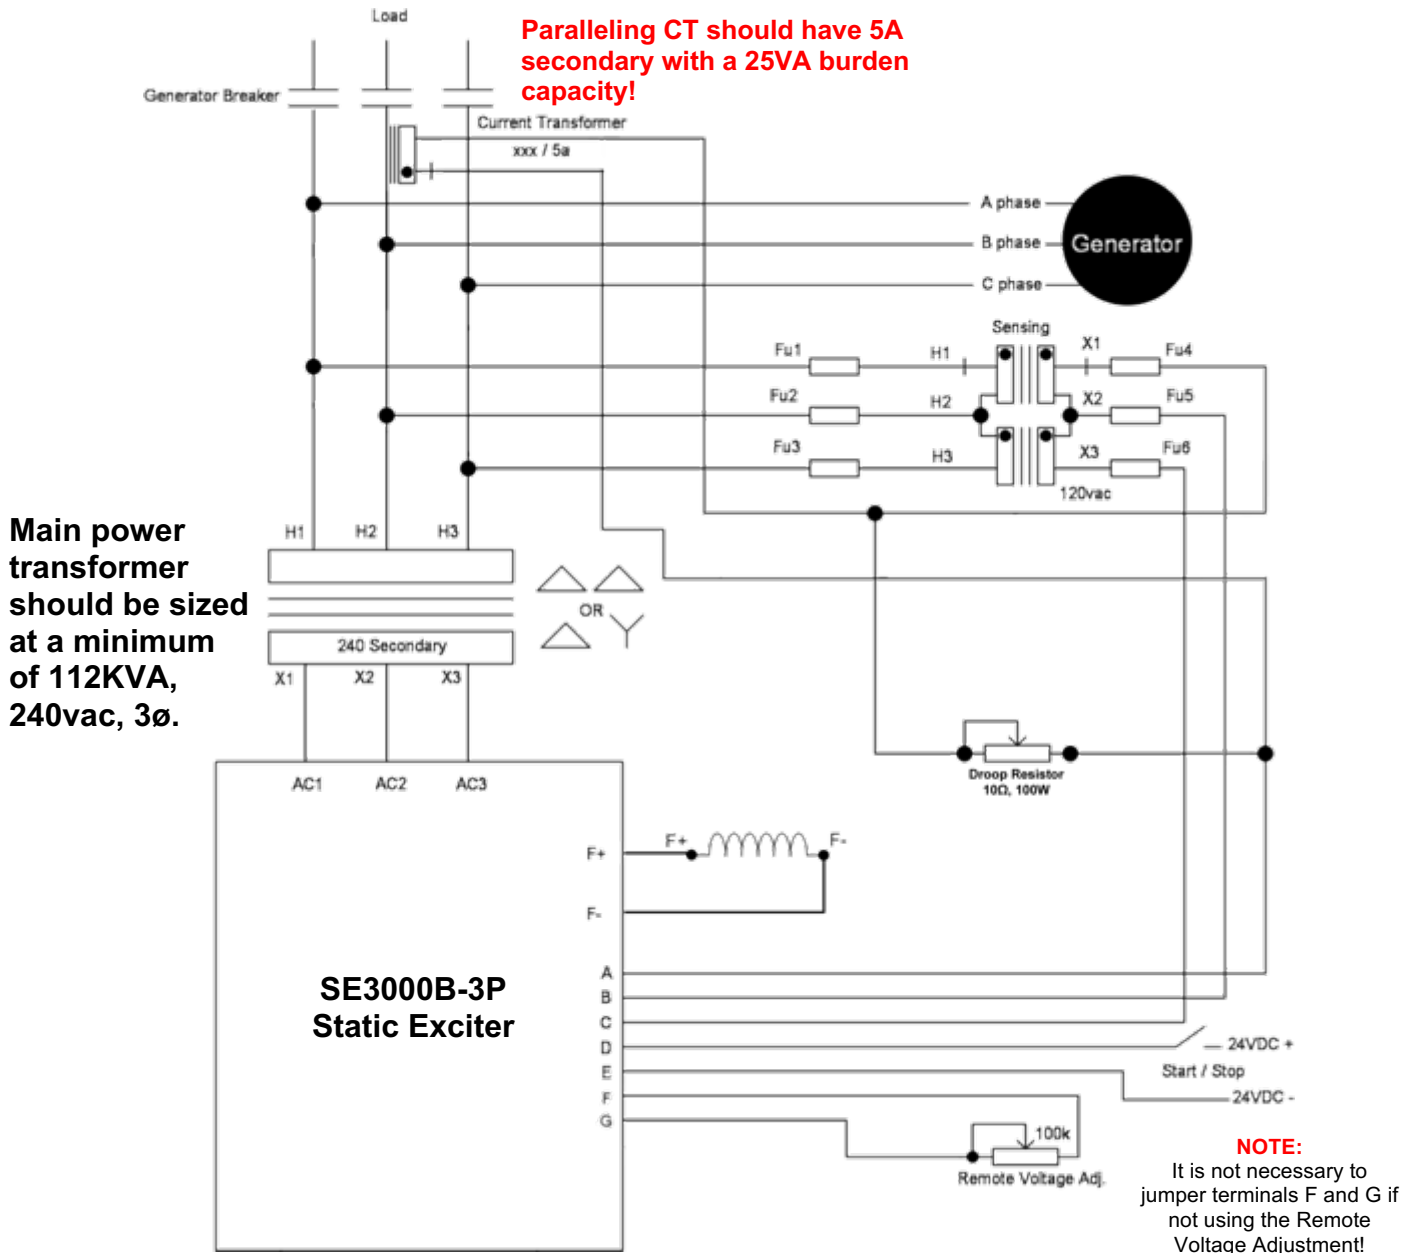 Load
Paralleling CT should have 5A
secondary with a 25VA burden
capacity!
Generator Breaker
Current Transformer
xxx / 5a
A phase
B phase
Generator
C phase
Sensing
Fu1
H1
X1
Fu4
Fu2
H2
X2
Fu5
Fu3
H3
X3
Fu6
120vac
Main power
transformer
should be sized
at a minimum
of 112KVA,
240vac, 3ø.
H1
H2
H3
OR
240 Secondary
X1
X2
X3
AC1
AC2
AC3
Droop Resistor
10Ω, 100W
F+
F+
F-
F-
SE3000B-3P
Static Exciter
A
B
C
D
E
F
G
24VDC +
Start / Stop
24VDC -
100k
Remote Voltage Adj.
NOTE:
It is not necessary to
jumper terminals F and G if
not using the Remote
Voltage Adjustment!